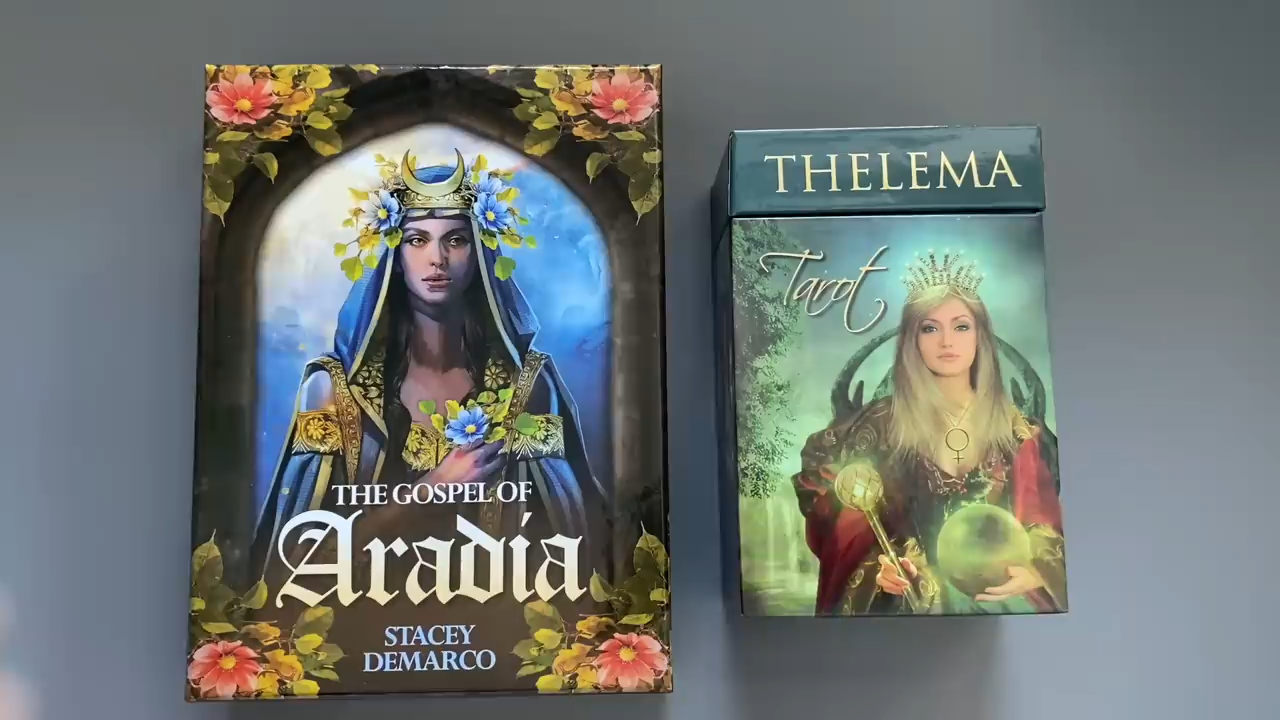 THE GOSPEL OF
Aradia
STACEY
DEMARCO
THELEMA
Tarot